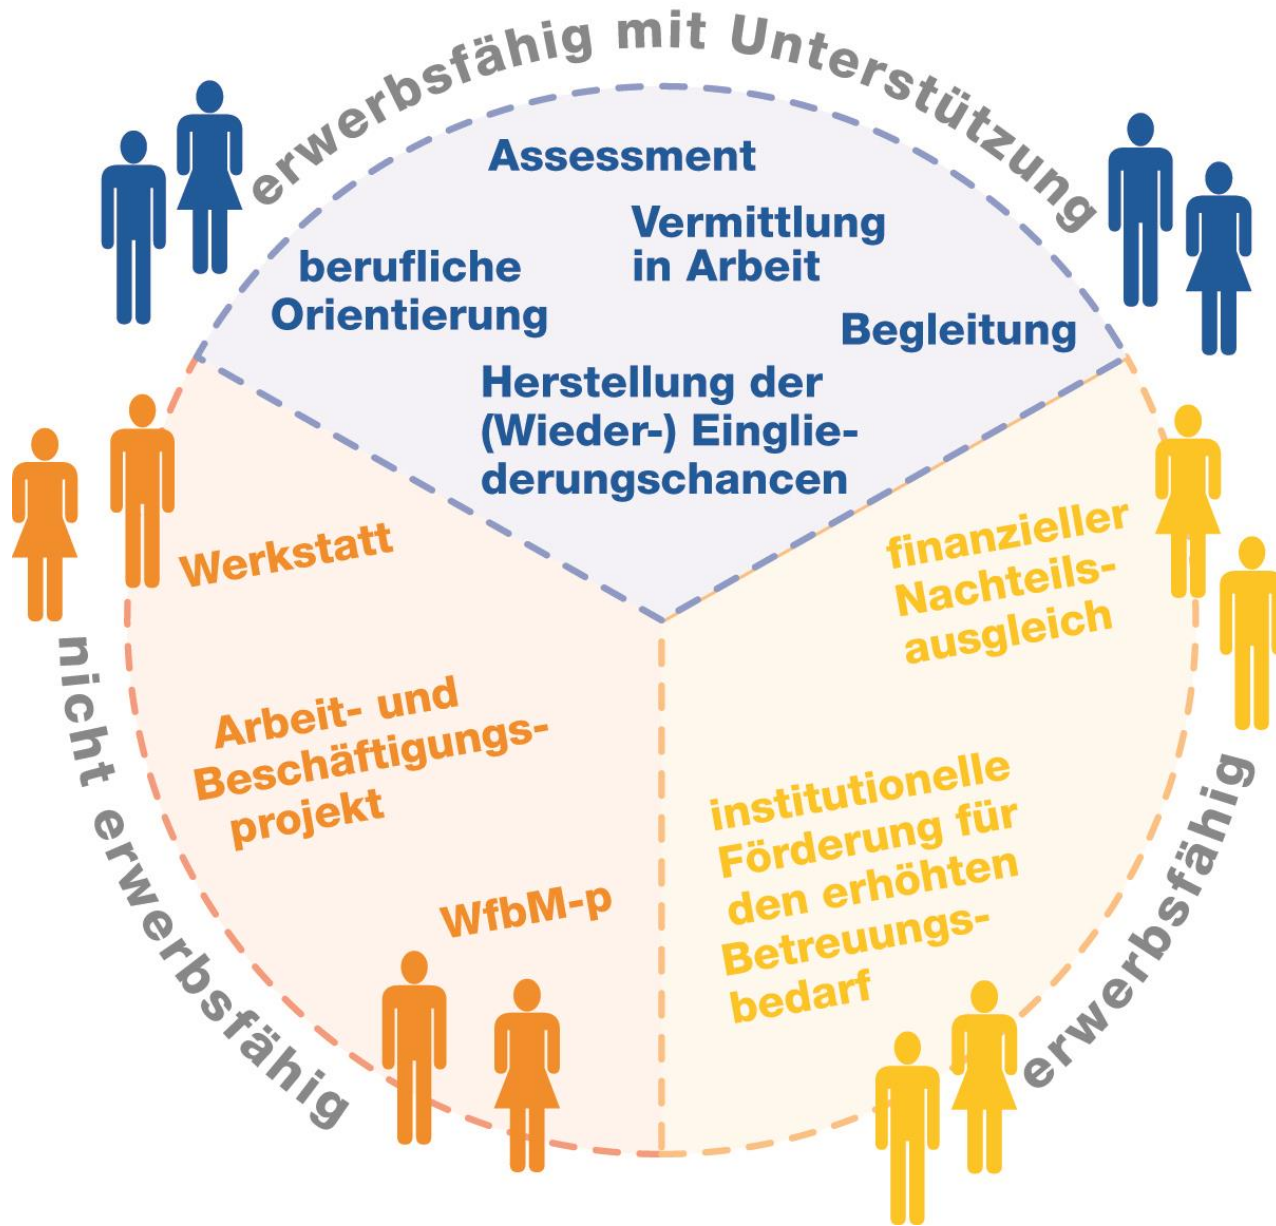 erwerbsfähig mit Unterstützung
Assessment
Vermittlung
in Arbeit
berufliche
Orientierung
Begleitung
Herstellung der
(Wieder-) Einglie-
derungschancen
Werkstatt
Arbeit- und
Beschäftigungs-
projekt
WfbM-p
nicht erwerbsfähig
finanzieller
Nachteils-
ausgleich
institutionelle
Förderung für
den erhöhten
Betreuungs-
bedarf
erwerbsfähig